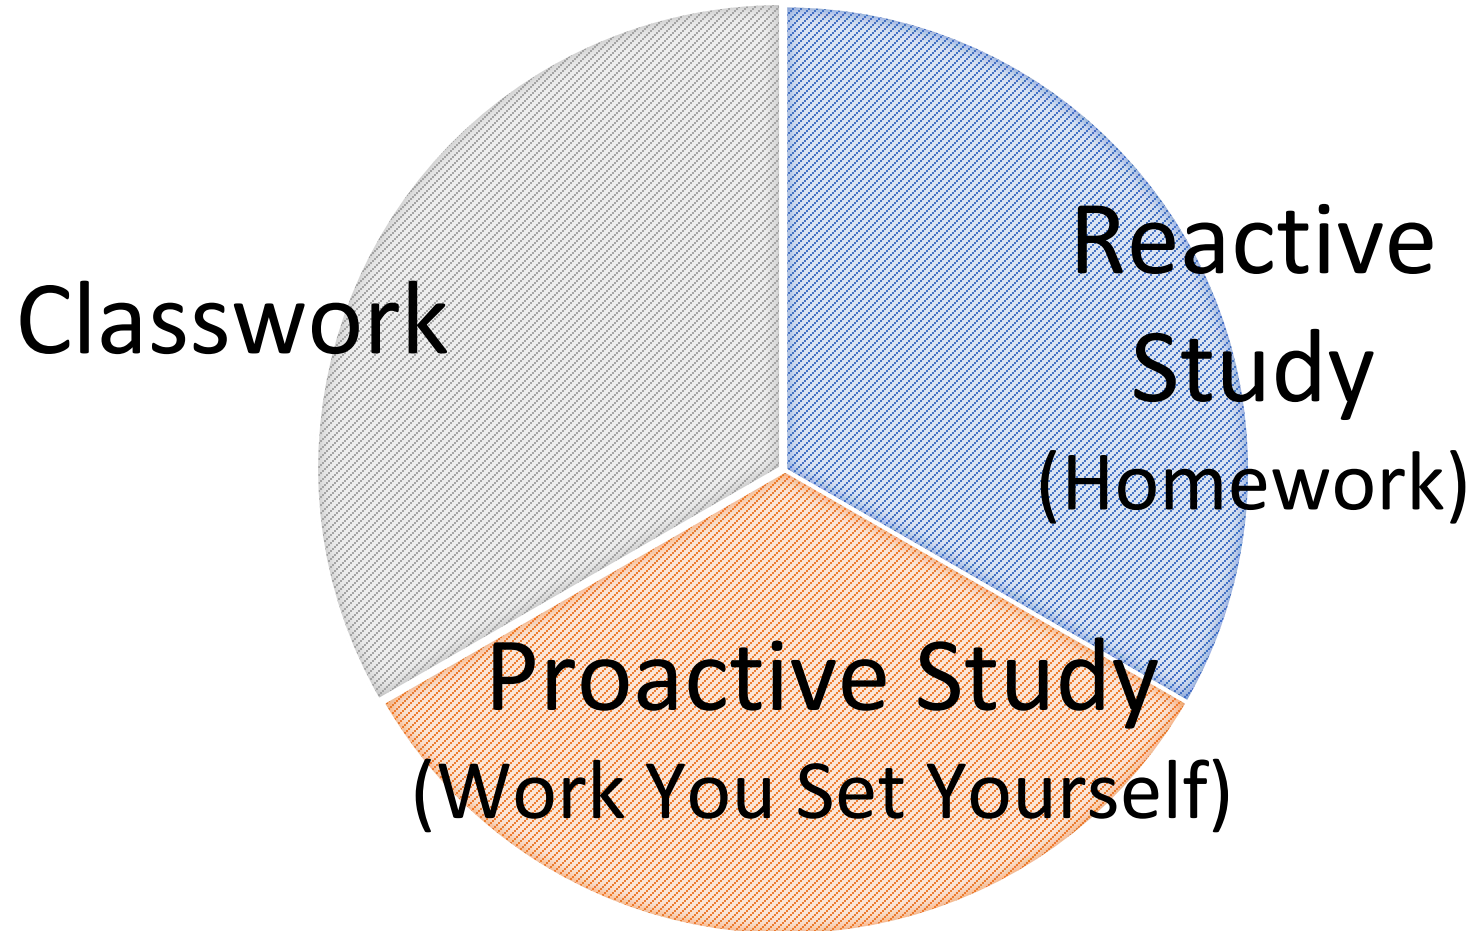 Classwork
Reactive
Study
(Homework)
Proactive Study
(Work You Set Yourself)